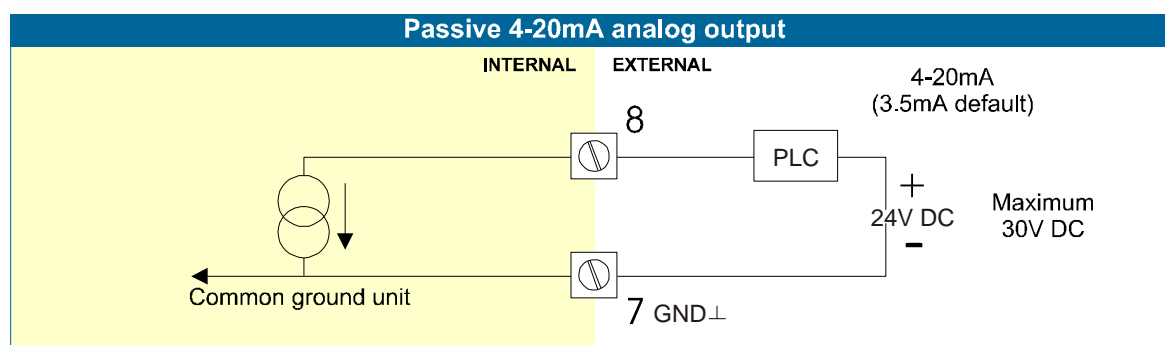 Passive 4-20mA analog output
INTERNAL
EXTERNAL
4-20mA
(3.5mA default)
8
PLC
+
24V DC
-
Maximum
30V DC
Common ground unit
7 GND⊥